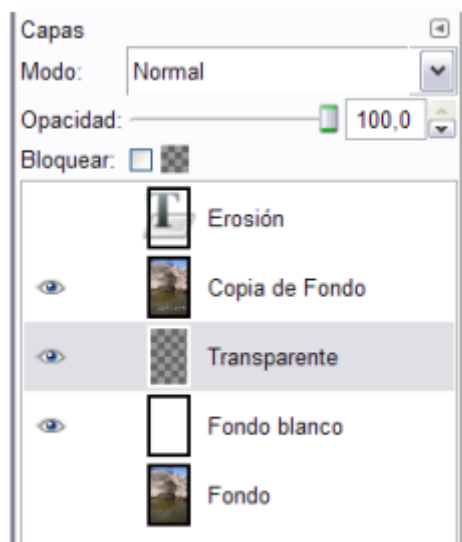 Capas
Modo: Normal
Opacidad: 100,0
Bloquear:
T Erosión
Copia de Fondo
Transparente
Fondo blanco
Fondo